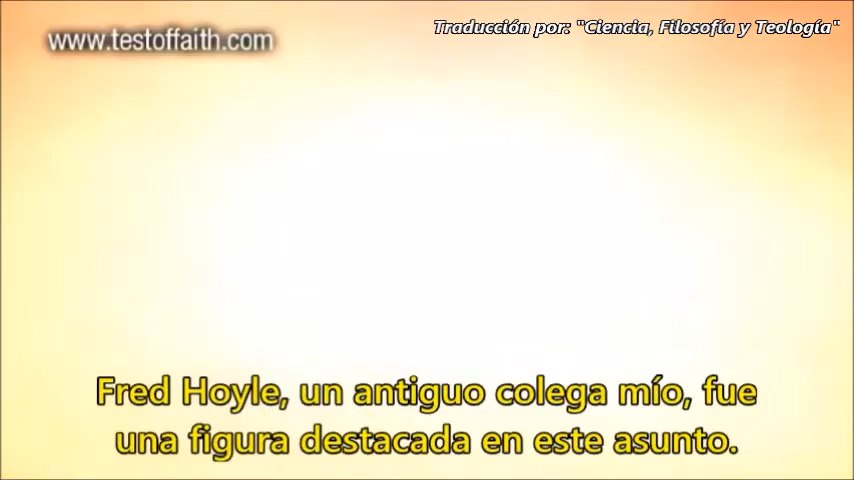 www.testoffaith.com
Traducción por: "Ciencia, Filosofía y Teología"
Fred Hoyle, un antiguo colega mío, fue
una figura destacada en este asunto.